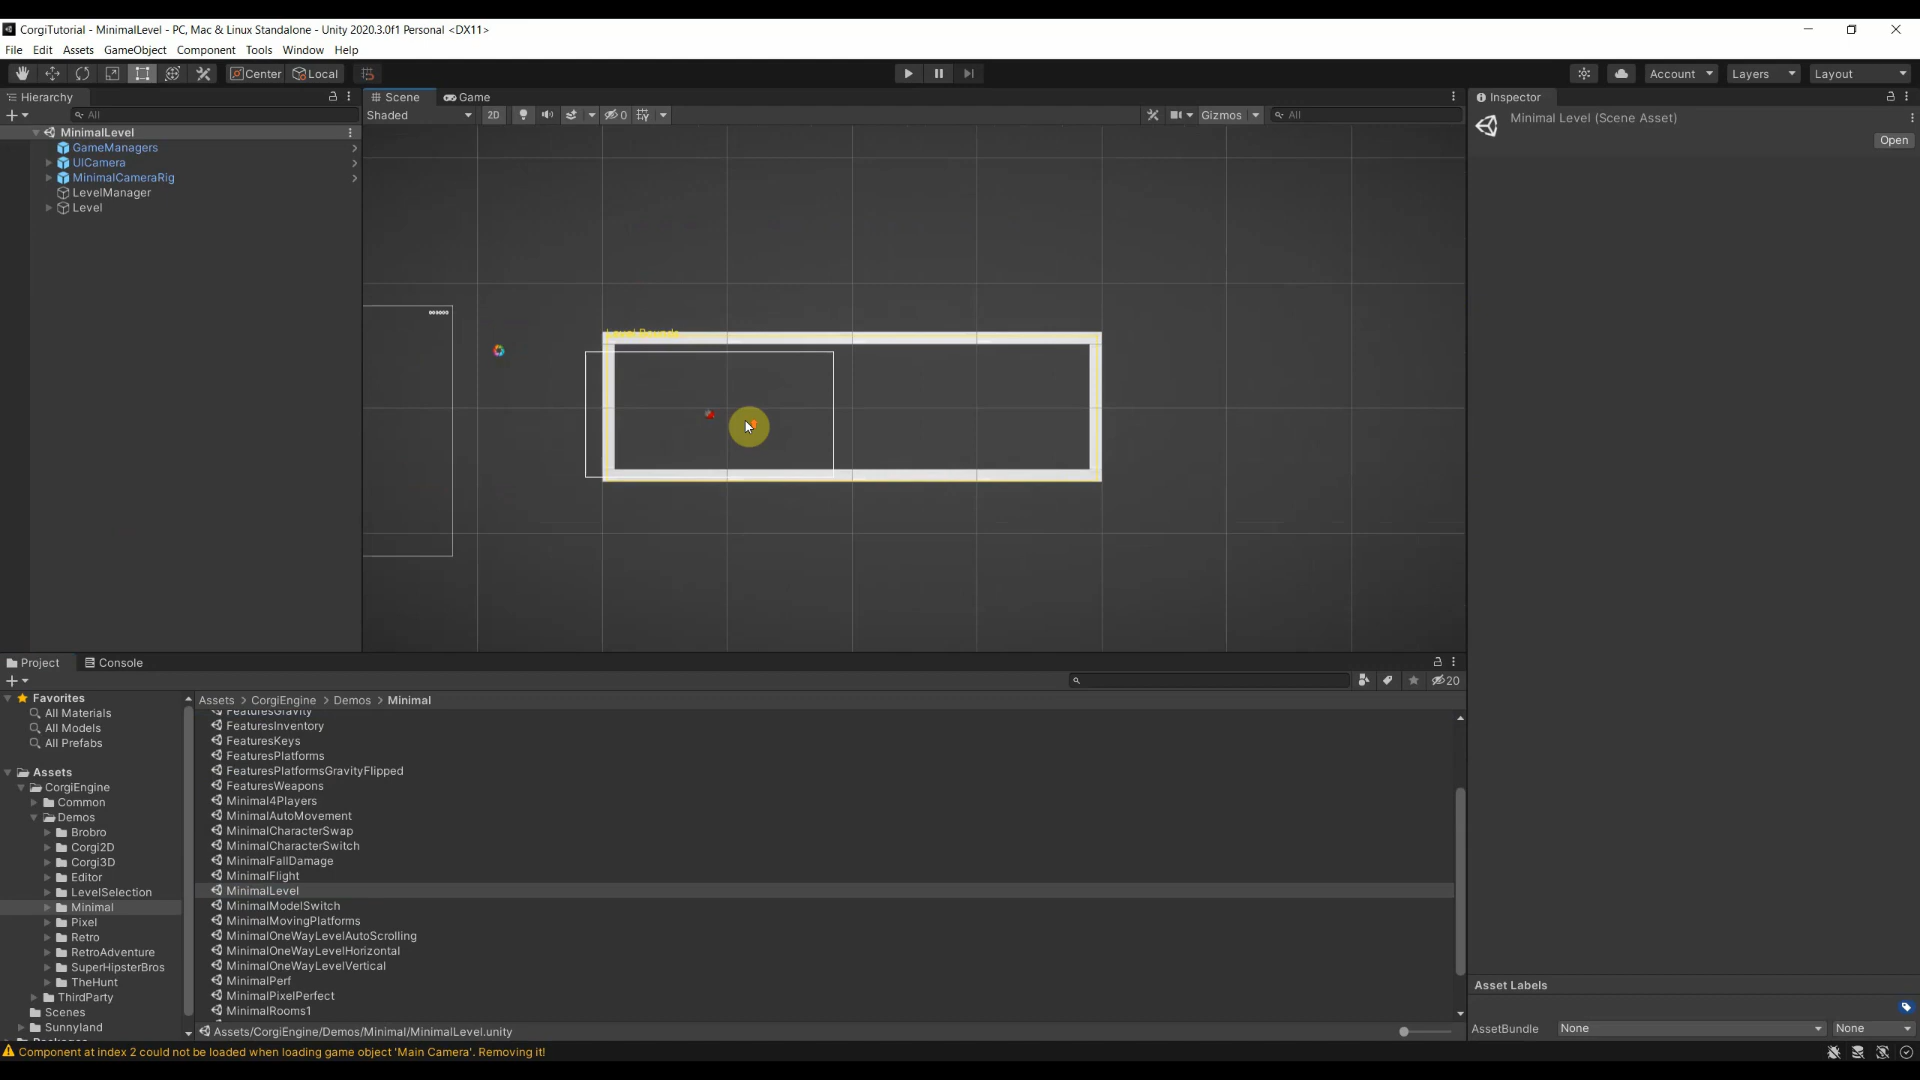 CorgiTutorial - MinimalLevel - PC, Mac & Linux Standalone - Unity 2020.3.0f1 Personal <DX11>
File Edit Assets GameObject Component Tools Window Help
Center Local Account Layers Layout
Hierarchy
All
MinimalLevel
GameManagers
UICamera
MinimalCameraRig
LevelManager
Level
Scene Game
Shaded 2D 0 Gizmos All
Level Bounds
Inspector
Minimal Level (Scene Asset)
Open
Project Console
20
Favorites
All Materials
All Models
All Prefabs
Assets
CorgiEngine
Common
Demos
Brobro
Corgi2D
Corgi3D
Editor
LevelSelection
Minimal
Pixel
Retro
RetroAdventure
SuperHipsterBros
TheHunt
ThirdParty
Scenes
Sunnyland
Packages
Assets > CorgiEngine > Demos > Minimal
FeaturesGravity
FeaturesInventory
FeaturesKeys
FeaturesPlatforms
FeaturesPlatformsGravityFlipped
FeaturesWeapons
Minimal4Players
MinimalAutoMovement
MinimalCharacterSwap
MinimalCharacterSwitch
MinimalFallDamage
MinimalFlight
MinimalLevel
MinimalModelSwitch
MinimalMovingPlatforms
MinimalOneWayLevelAutoScrolling
MinimalOneWayLevelHorizontal
MinimalOneWayLevelVertical
MinimalPerf
MinimalPixelPerfect
MinimalRooms1
Assets/CorgiEngine/Demos/Minimal/MinimalLevel.unity
Asset Labels
AssetBundle None None
Component at index 2 could not be loaded when loading game object 'Main Camera'. Removing it!